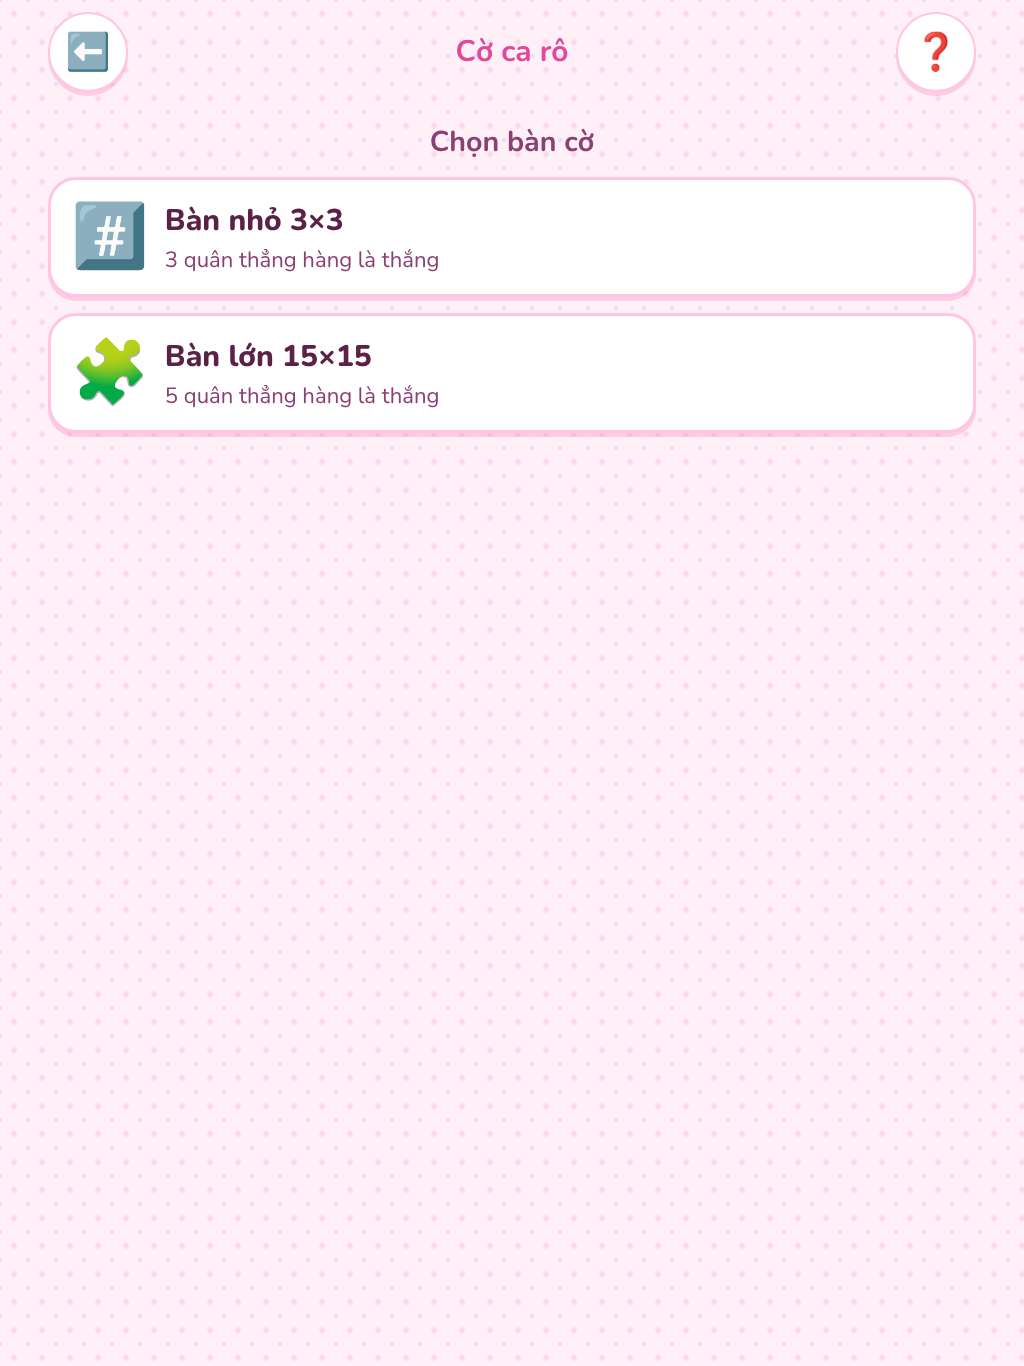 Cờ ca rô
Chọn bàn cờ
Bàn nhỏ 3×3
3 quân thẳng hàng là thắng
Bàn lớn 15×15
5 quân thẳng hàng là thắng